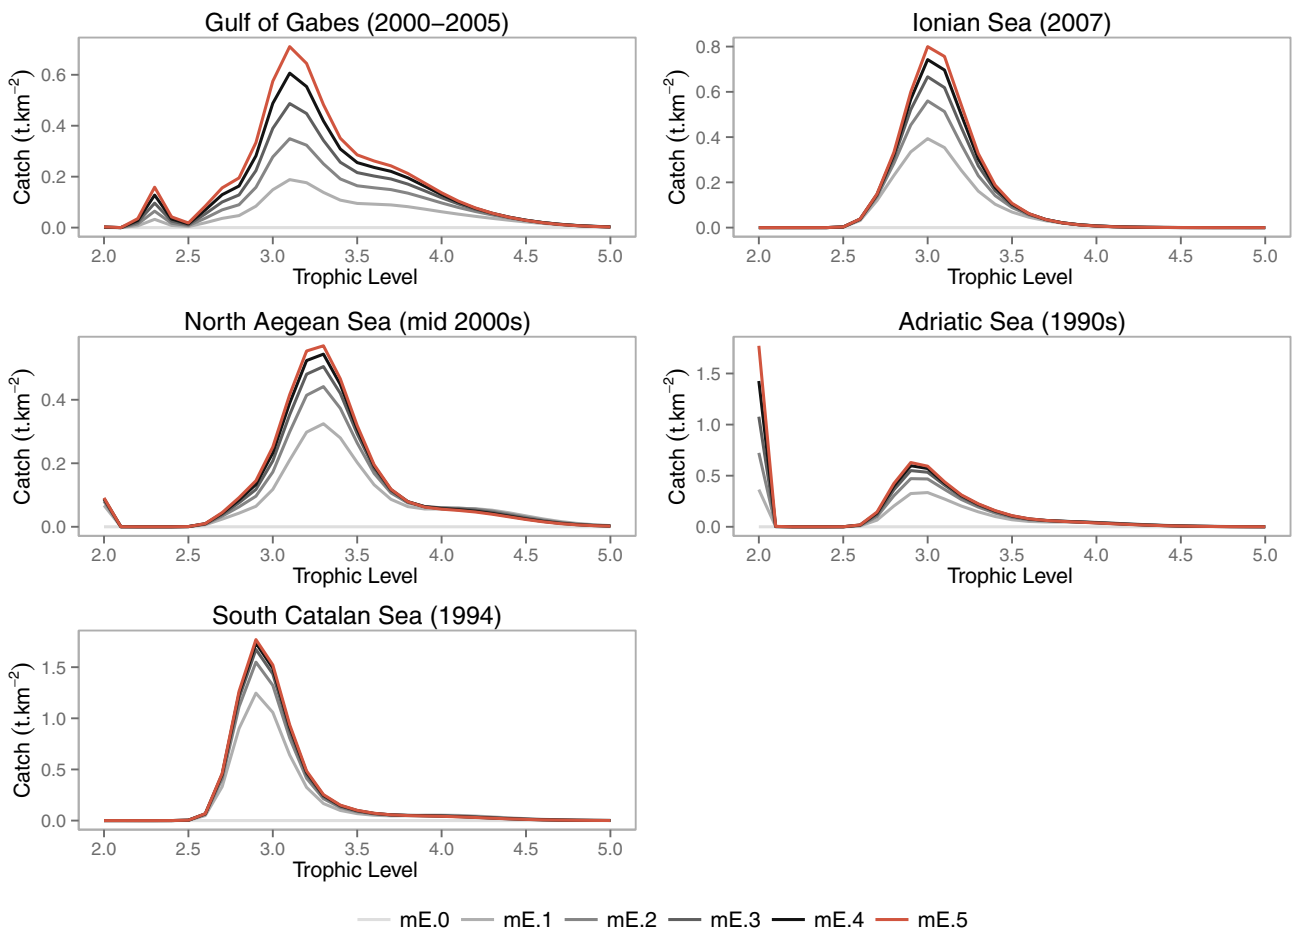 Gulf of Gabes (2000−2005)
Catch (t.km−2)
0.6
0.4
0.2
0.0
2.0 2.5 3.0 3.5 4.0 4.5 5.0
Trophic Level
Ionian Sea (2007)
Catch (t.km−2)
0.8
0.6
0.4
0.2
0.0
2.0 2.5 3.0 3.5 4.0 4.5 5.0
Trophic Level
North Aegean Sea (mid 2000s)
Catch (t.km−2)
0.4
0.2
0.0
2.0 2.5 3.0 3.5 4.0 4.5 5.0
Trophic Level
Adriatic Sea (1990s)
Catch (t.km−2)
1.5
1.0
0.5
0.0
2.0 2.5 3.0 3.5 4.0 4.5 5.0
Trophic Level
South Catalan Sea (1994)
Catch (t.km−2)
1.5
1.0
0.5
0.0
2.0 2.5 3.0 3.5 4.0 4.5 5.0
Trophic Level
mE.0 mE.1 mE.2 mE.3 mE.4 mE.5